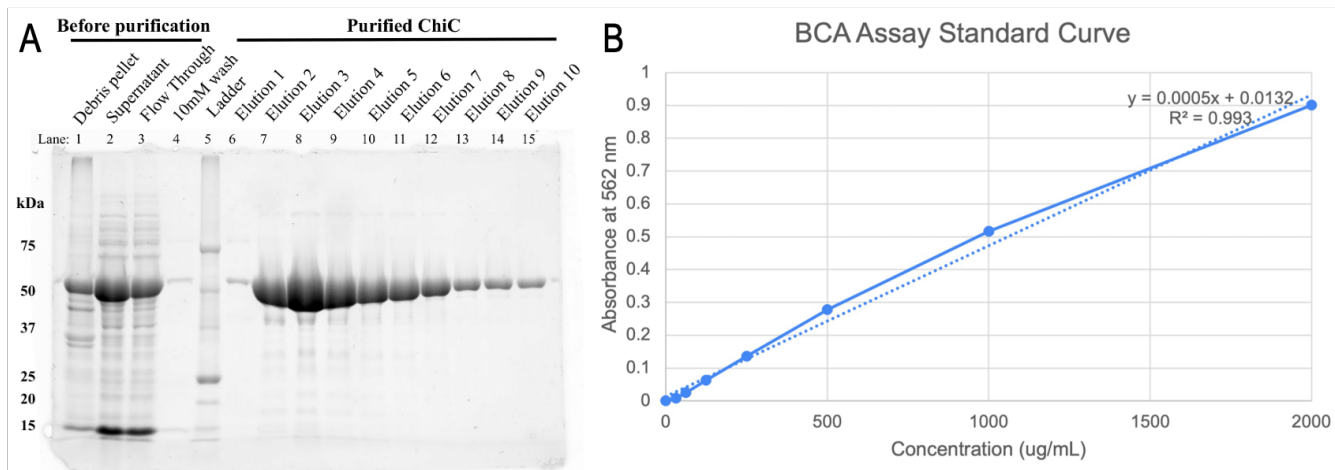 A
Before purification
Purified ChiC
Debris pellet
Supernatant
Flow Through
10mM wash
Ladder
Elution 1
Elution 2
Elution 3
Elution 4
Elution 5
Elution 6
Elution 7
Elution 8
Elution 9
Elution 10
Lane: 1 2 3 4 5 6 7 8 9 10 11 12 13 14 15
kDa
75
50
37
25
20
15
B
BCA Assay Standard Curve
y = 0.0005x + 0.0132
R² = 0.993
Absorbance at 562 nm
1
0.9
0.8
0.7
0.6
0.5
0.4
0.3
0.2
0.1
0
0 500 1000 1500 2000
Concentration (ug/mL)